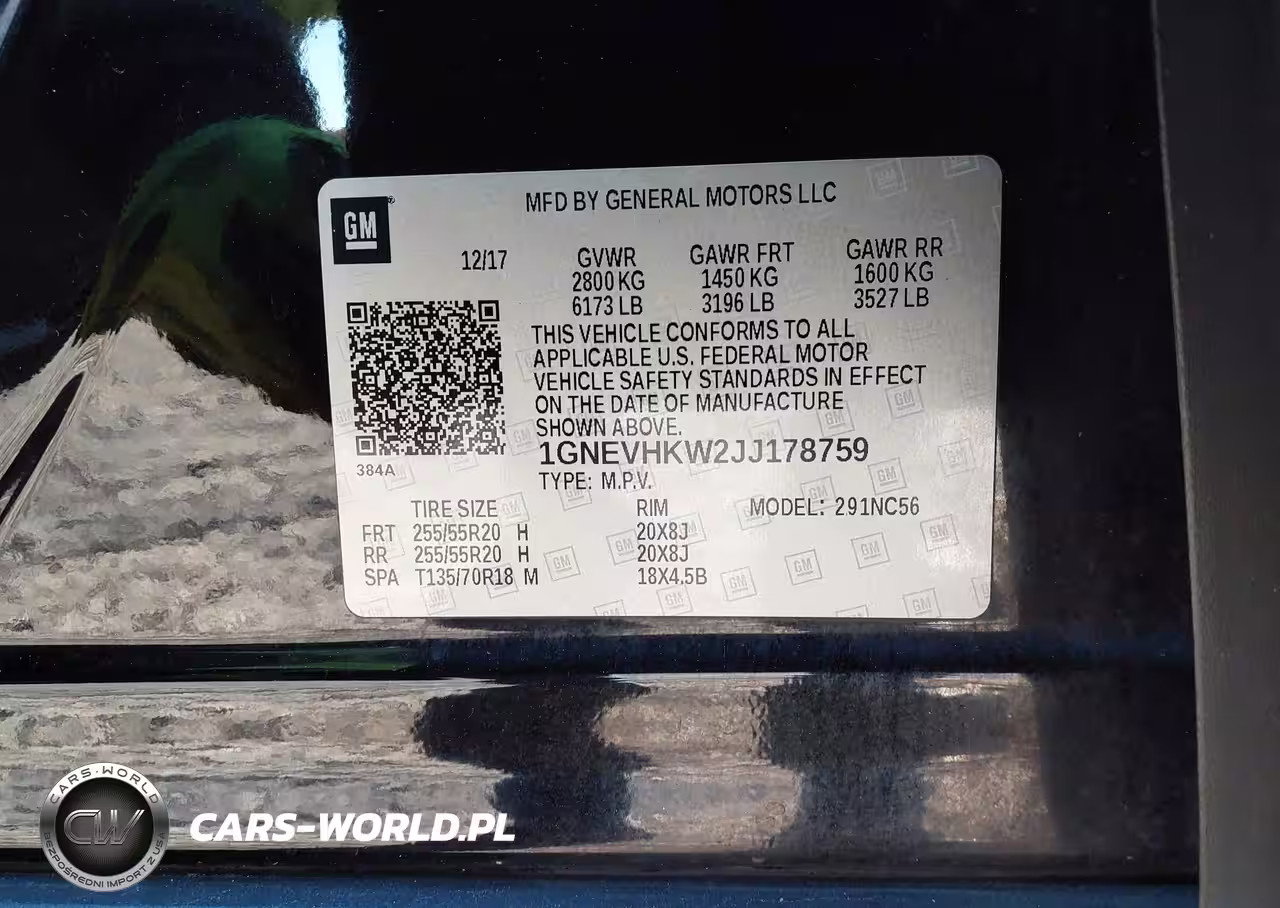 MFD BY GENERAL MOTORS LLC
GM
12/17 GVWR GAWR FRT GAWR RR
2800 KG 1450 KG 1600 KG
6173 LB 3196 LB 3527 LB
THIS VEHICLE CONFORMS TO ALL
APPLICABLE U.S. FEDERAL MOTOR
VEHICLE SAFETY STANDARDS IN EFFECT
ON THE DATE OF MANUFACTURE
SHOWN ABOVE.
1GNEVHKW2JJ178759
384A
TYPE: M.P.V.
TIRE SIZE RIM MODEL: 291NC56
FRT 255/55R20 H 20X8J
RR 255/55R20 H 20X8J
SPA T135/70R18 M 18X4.5B
CARS-WORLD
CW
BEZPOŚREDNI IMPORT Z USA
CARS-WORLD.PL